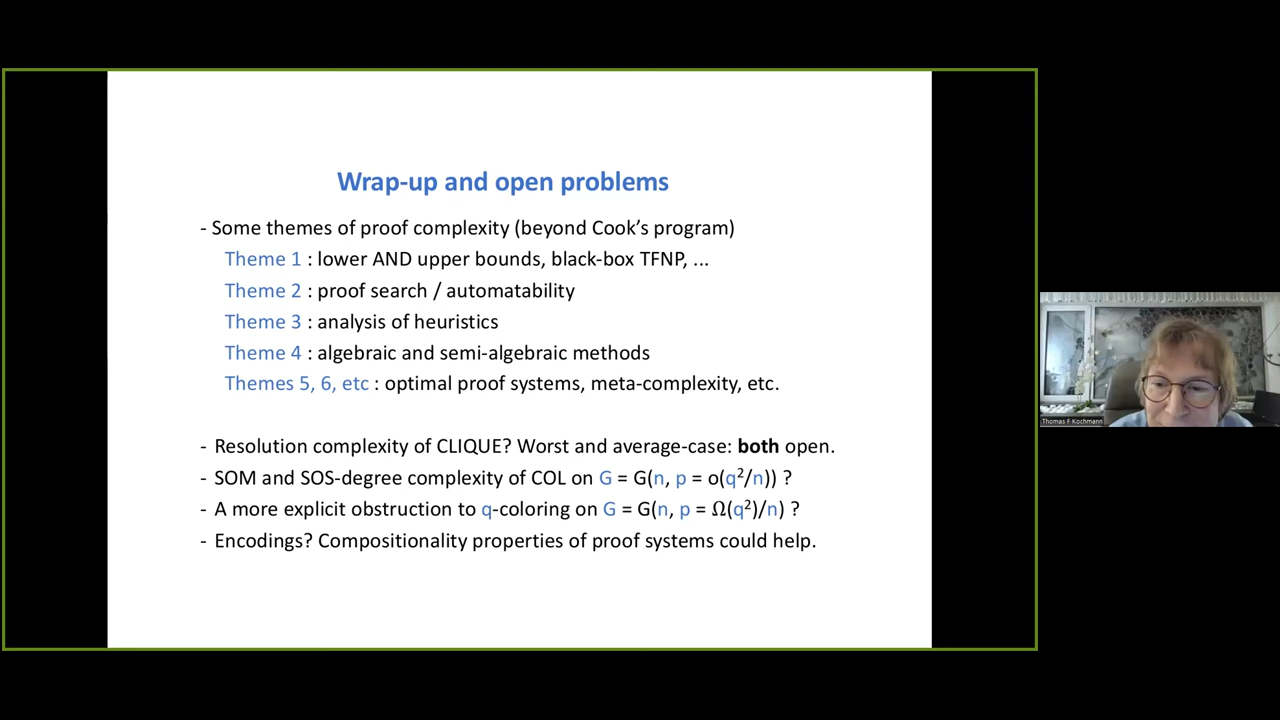 Wrap-up and open problems
- Some themes of proof complexity (beyond Cook’s program)
Theme 1 : lower AND upper bounds, black-box TFNP, ...
Theme 2 : proof search / automatability
Theme 3 : analysis of heuristics
Theme 4 : algebraic and semi-algebraic methods
Themes 5, 6, etc : optimal proof systems, meta-complexity, etc.
- Resolution complexity of CLIQUE? Worst and average-case: both open.
- SOM and SOS-degree complexity of COL on G = G(n, p = o(q²/n)) ?
- A more explicit obstruction to q-coloring on G = G(n, p = Ω(q²)/n) ?
- Encodings? Compositionality properties of proof systems could help.
Thomas F Kochmann